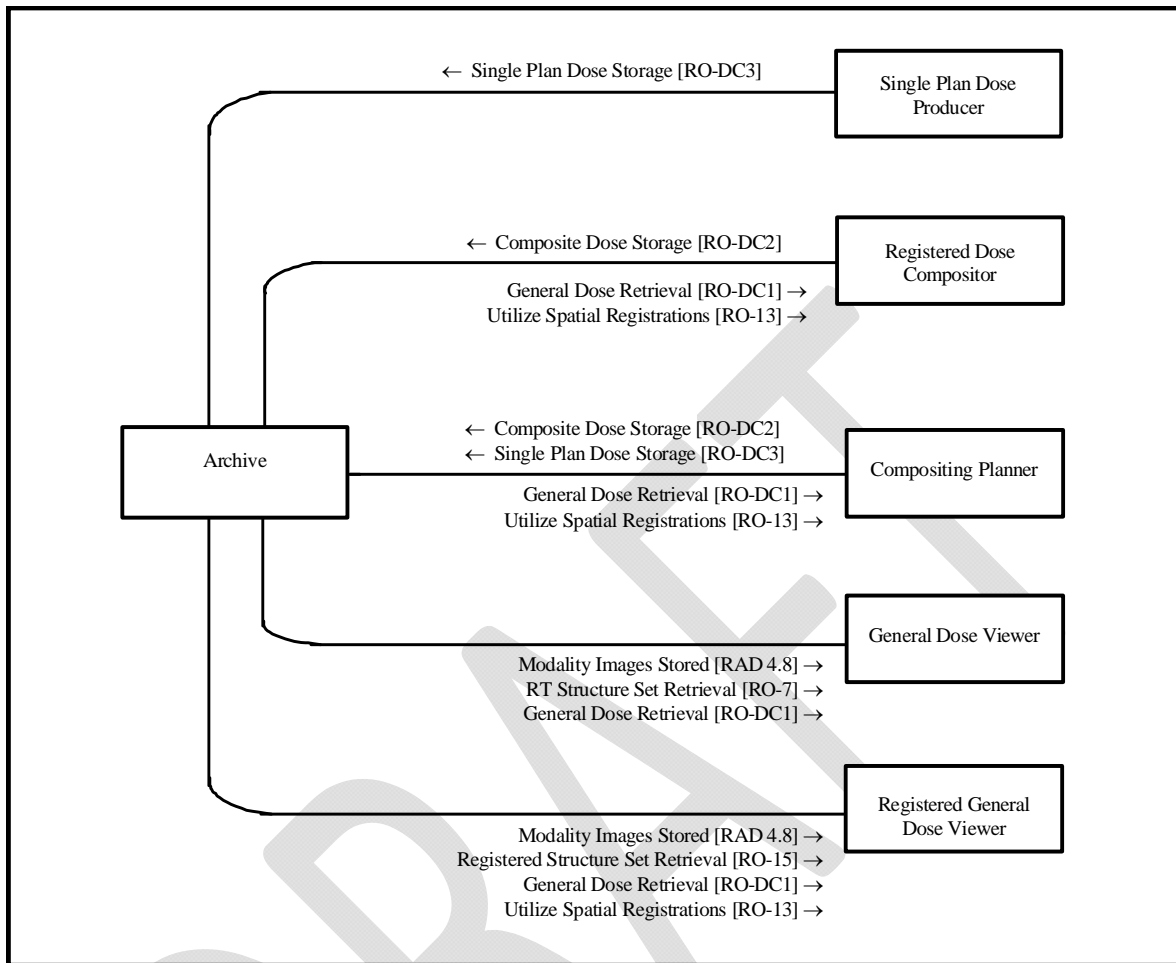 ← Single Plan Dose Storage [RO-DC3]
Single Plan Dose
Producer
← Composite Dose Storage [RO-DC2]
Registered Dose
Compositor
General Dose Retrieval [RO-DC1] →
Utilize Spatial Registrations [RO-13] →
Archive
← Composite Dose Storage [RO-DC2]
← Single Plan Dose Storage [RO-DC3]
Compositing Planner
General Dose Retrieval [RO-DC1] →
Utilize Spatial Registrations [RO-13] →
General Dose Viewer
Modality Images Stored [RAD 4.8] →
RT Structure Set Retrieval [RO-7] →
General Dose Retrieval [RO-DC1] →
Registered General
Dose Viewer
Modality Images Stored [RAD 4.8] →
Registered Structure Set Retrieval [RO-15] →
General Dose Retrieval [RO-DC1] →
Utilize Spatial Registrations [RO-13] →
DRAFT